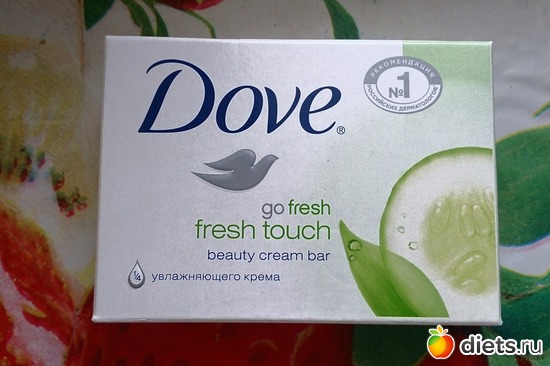 Dove®
РЕКОМЕНДАЦИЯ
№1
РОССИЙСКИХ ДЕРМАТОЛОГОВ
go fresh
fresh touch
beauty cream bar
1/4 увлажняющего крема
diets.ru